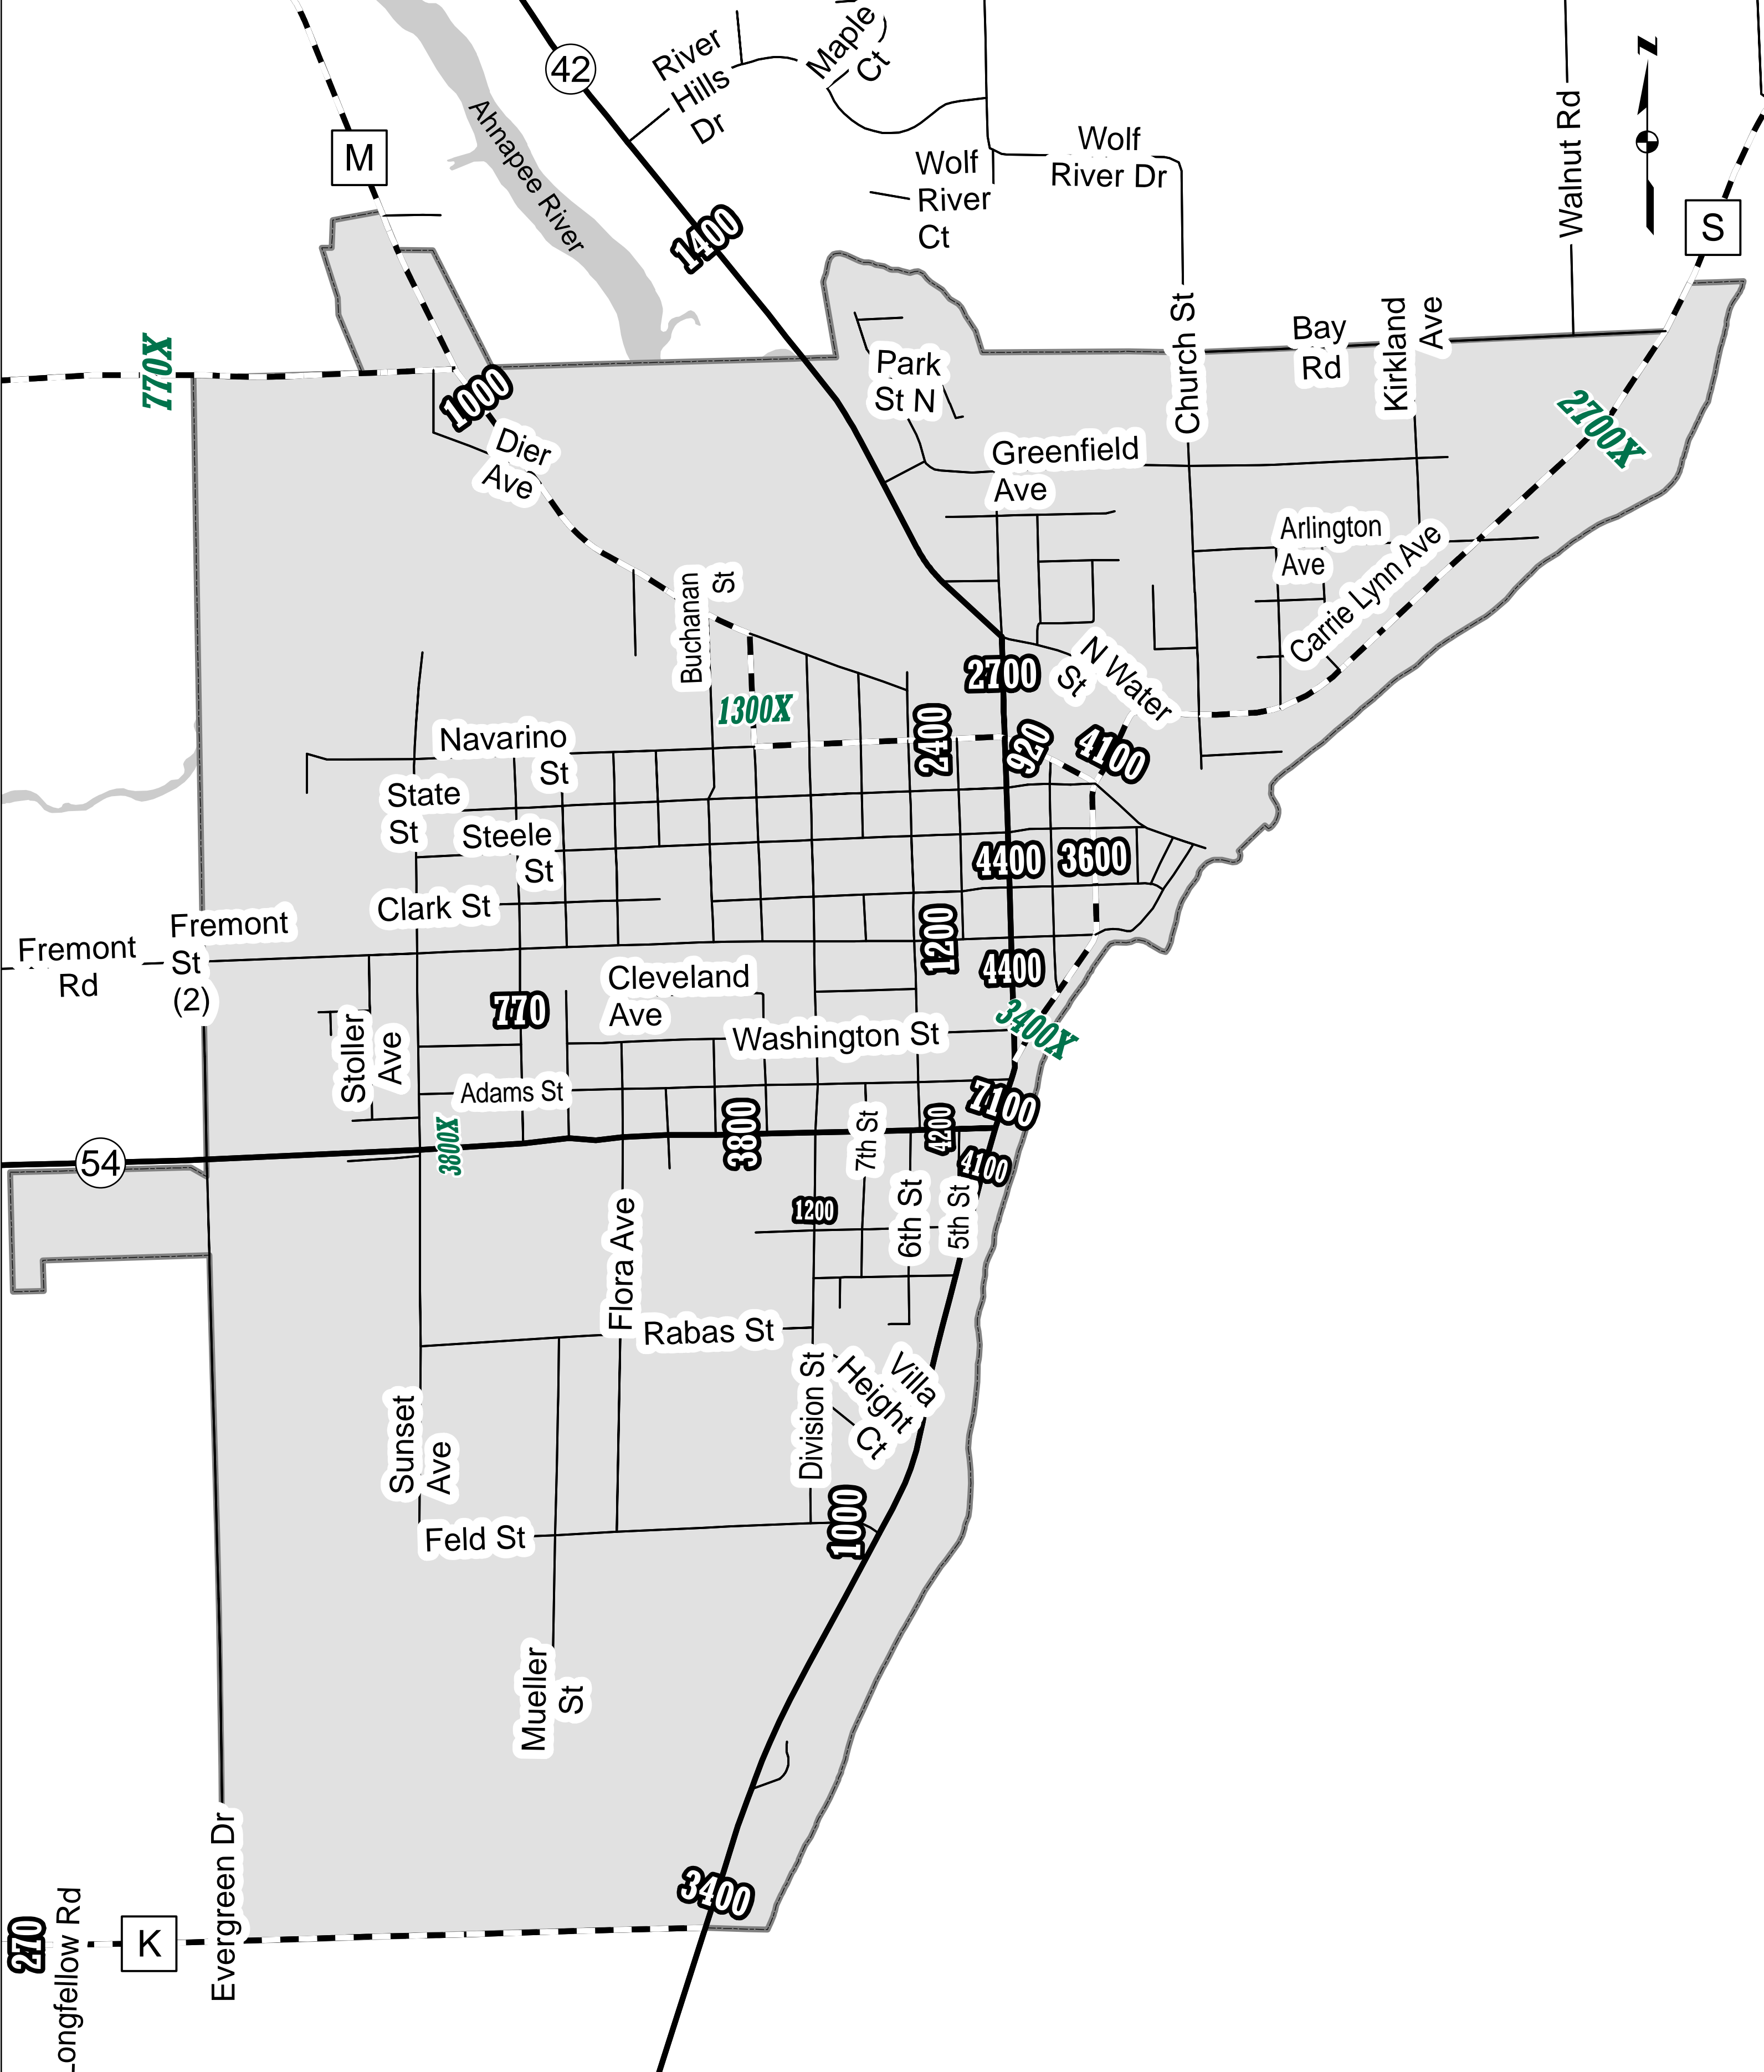 42
River
Hills
Dr
Maple
Ct
Wolf
River Dr
Wolf
River
Ct
Walnut Rd
N
S
M
Ahnapee River
1400
770X
1000
Dier
Ave
Park
St N
Church St
Bay
Rd
Kirkland
Ave
2700X
Greenfield
Ave
Arlington
Ave
Carrie Lynn Ave
Buchanan
St
N Water
St
2700
1300X
2400
920
4100
Navarino
St
State
St
Steele
St
4400
3600
Clark St
Fremont
St
(2)
Fremont
Rd
1200
4400
Cleveland
Ave
770
3400X
Stoller
Ave
Washington St
Adams St
7100
3800X
3800
7th St
4200
4100
54
1200
6th St
5th St
Flora Ave
Rabas St
Sunset
Ave
Division St
Villa
Height
Ct
1000
Feld St
Mueller
St
Evergreen Dr
3400
270
Longfellow Rd
K